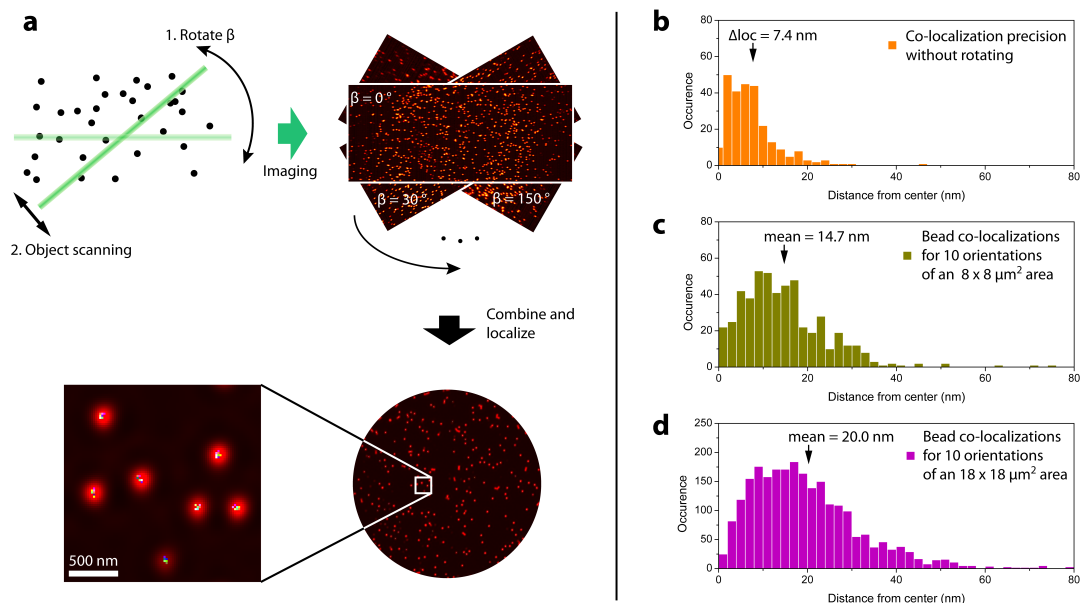 a
1. Rotate β
2. Object scanning
Imaging
β = 0°
β = 30°
β = 150°
Combine and
localize
500 nm
b
Δloc = 7.4 nm
Co-localization precision
without rotating
Occurence
80
60
40
20
0
0 20 40 60 80
Distance from center (nm)
c
mean = 14.7 nm
Bead co-localizations
for 10 orientations
of an 8 x 8 µm² area
Occurence
80
60
40
20
0
0 20 40 60 80
Distance from center (nm)
d
mean = 20.0 nm
Bead co-localizations
for 10 orientations
of an 18 x 18 µm² area
Occurence
250
200
150
100
50
0
0 20 40 60 80
Distance from center (nm)